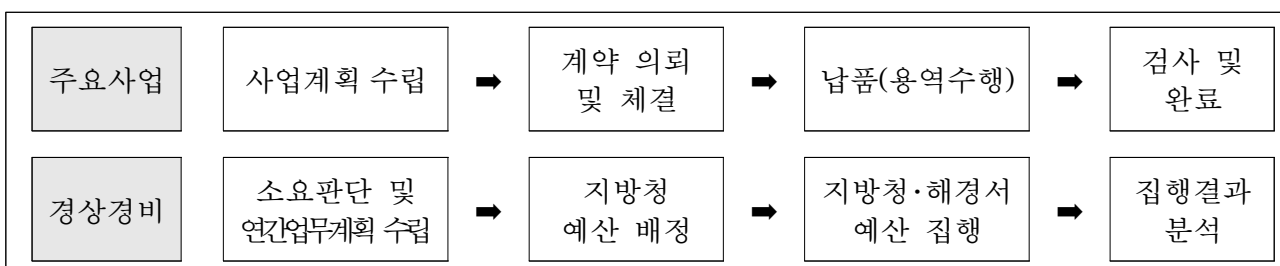 주요사업
사업계획 수립
➡
계약 의뢰
및 체결
➡
납품(용역수행)
➡
검사 및
완료
경상경비
소요판단 및
연간업무계획 수립
➡
지방청
예산 배정
➡
지방청·해경서
예산 집행
➡
집행결과
분석